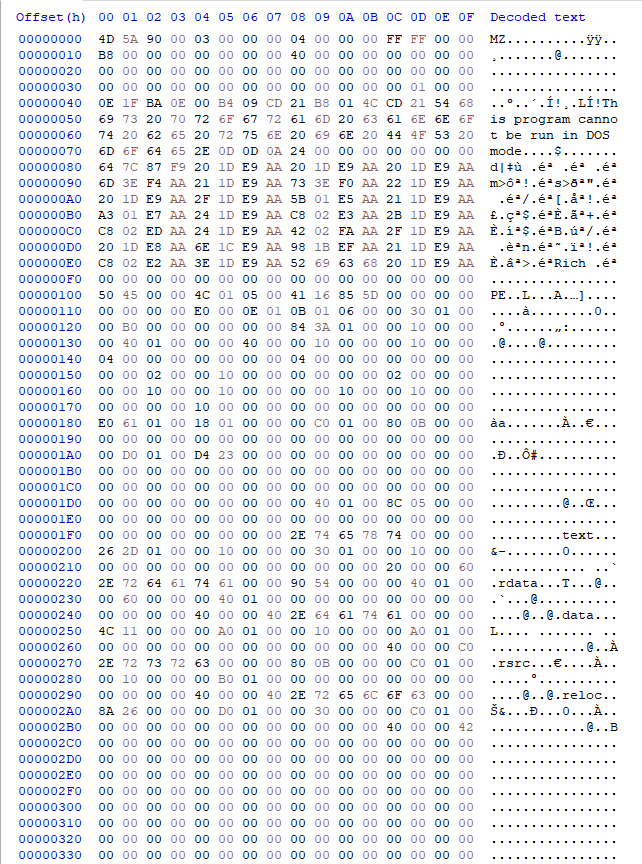 Offset(h) 00 01 02 03 04 05 06 07 08 09 0A 0B 0C 0D 0E 0F Decoded text
00000000 4D 5A 90 00 03 00 00 00 04 00 00 00 FF FF 00 00 MZ..........ÿÿ..
00000010 B8 00 00 00 00 00 00 00 40 00 00 00 00 00 00 00 ¸.......@.......
00000020 00 00 00 00 00 00 00 00 00 00 00 00 00 00 00 00 ................
00000030 00 00 00 00 00 00 00 00 00 00 00 00 00 01 00 00 ................
00000040 0E 1F BA 0E 00 B4 09 CD 21 B8 01 4C CD 21 54 68 ..º..´.Í!¸.LÍ!Th
00000050 69 73 20 70 72 6F 67 72 61 6D 20 63 61 6E 6E 6F is program canno
00000060 74 20 62 65 20 72 75 6E 20 69 6E 20 44 4F 53 20 t be run in DOS
00000070 6D 6F 64 65 2E 0D 0D 0A 24 00 00 00 00 00 00 00 mode....$.......
00000080 64 7C 87 F9 20 1D E9 AA 20 1D E9 AA 20 1D E9 AA d|‡ù .éª .éª .éª
00000090 6D 3E F4 AA 21 1D E9 AA 73 3E F0 AA 22 1D E9 AA m>ôª!.éªs>ðª".éª
000000A0 20 1D E9 AA 2F 1D E9 AA 5B 01 E5 AA 21 1D E9 AA  .éª/.éª[.åª!.éª
000000B0 A3 01 E7 AA 24 1D E9 AA C8 02 E3 AA 2B 1D E9 AA £.çª$.éªÈ.ãª+.éª
000000C0 C8 02 ED AA 24 1D E9 AA 42 02 FA AA 2F 1D E9 AA È.íª$.éªB.úª/.éª
000000D0 20 1D E8 AA 6E 1C E9 AA 98 1B EF AA 21 1D E9 AA  .èªn.éª˜.ïª!.éª
000000E0 C8 02 E2 AA 3E 1D E9 AA 52 69 63 68 20 1D E9 AA È.âª>.éªRich .éª
000000F0 00 00 00 00 00 00 00 00 00 00 00 00 00 00 00 00 ................
00000100 50 45 00 00 4C 01 05 00 41 16 85 5D 00 00 00 00 PE..L...A.…]....
00000110 00 00 00 00 E0 00 0E 01 0B 01 06 00 00 30 01 00 ....à........0..
00000120 00 B0 00 00 00 00 00 00 84 3A 01 00 00 10 00 00 .°......„:......
00000130 00 40 01 00 00 00 40 00 00 10 00 00 00 10 00 00 .@....@.........
00000140 04 00 00 00 00 00 00 00 04 00 00 00 00 00 00 00 ................
00000150 00 00 02 00 00 10 00 00 00 00 00 00 02 00 00 00 ................
00000160 00 00 10 00 00 10 00 00 00 00 10 00 00 10 00 00 ................
00000170 00 00 00 00 10 00 00 00 00 00 00 00 00 00 00 00 ................
00000180 E0 61 01 00 18 01 00 00 00 C0 01 00 80 0B 00 00 àa.......À..€...
00000190 00 00 00 00 00 00 00 00 00 00 00 00 00 00 00 00 ................
000001A0 00 D0 01 00 D4 23 00 00 00 00 00 00 00 00 00 00 .Ð..Ô#..........
000001B0 00 00 00 00 00 00 00 00 00 00 00 00 00 00 00 00 ................
000001C0 00 00 00 00 00 00 00 00 00 00 00 00 00 00 00 00 ................
000001D0 00 00 00 00 00 00 00 00 00 40 01 00 8C 05 00 00 .........@..Œ...
000001E0 00 00 00 00 00 00 00 00 00 00 00 00 00 00 00 00 ................
000001F0 00 00 00 00 00 00 00 00 2E 74 65 78 74 00 00 00 .........text...
00000200 26 2D 01 00 00 10 00 00 00 30 01 00 00 10 00 00 &-.......0......
00000210 00 00 00 00 00 00 00 00 00 00 00 00 20 00 00 60 ............ ..`
00000220 2E 72 64 61 74 61 00 00 90 54 00 00 00 40 01 00 .rdata...T...@..
00000230 00 60 00 00 00 40 01 00 00 00 00 00 00 00 00 00 .`...@..........
00000240 00 00 00 00 40 00 00 40 2E 64 61 74 61 00 00 00 ....@..@.data...
00000250 4C 11 00 00 00 A0 01 00 00 10 00 00 00 A0 01 00 L.... ....... ..
00000260 00 00 00 00 00 00 00 00 00 00 00 00 40 00 00 C0 ............@..À
00000270 2E 72 73 72 63 00 00 00 80 0B 00 00 00 C0 01 00 .rsrc...€....À..
00000280 00 10 00 00 00 B0 01 00 00 00 00 00 00 00 00 00 .....°..........
00000290 00 00 00 00 40 00 00 40 2E 72 65 6C 6F 63 00 00 ....@..@.reloc..
000002A0 8A 26 00 00 00 D0 01 00 00 30 00 00 00 C0 01 00 Š&...Ð...0...À..
000002B0 00 00 00 00 00 00 00 00 00 00 00 00 40 00 00 42 ............@..B
000002C0 00 00 00 00 00 00 00 00 00 00 00 00 00 00 00 00 ................
000002D0 00 00 00 00 00 00 00 00 00 00 00 00 00 00 00 00 ................
000002E0 00 00 00 00 00 00 00 00 00 00 00 00 00 00 00 00 ................
000002F0 00 00 00 00 00 00 00 00 00 00 00 00 00 00 00 00 ................
00000300 00 00 00 00 00 00 00 00 00 00 00 00 00 00 00 00 ................
00000310 00 00 00 00 00 00 00 00 00 00 00 00 00 00 00 00 ................
00000320 00 00 00 00 00 00 00 00 00 00 00 00 00 00 00 00 ................
00000330 00 00 00 00 00 00 00 00 00 00 00 00 00 00 00 00 ................